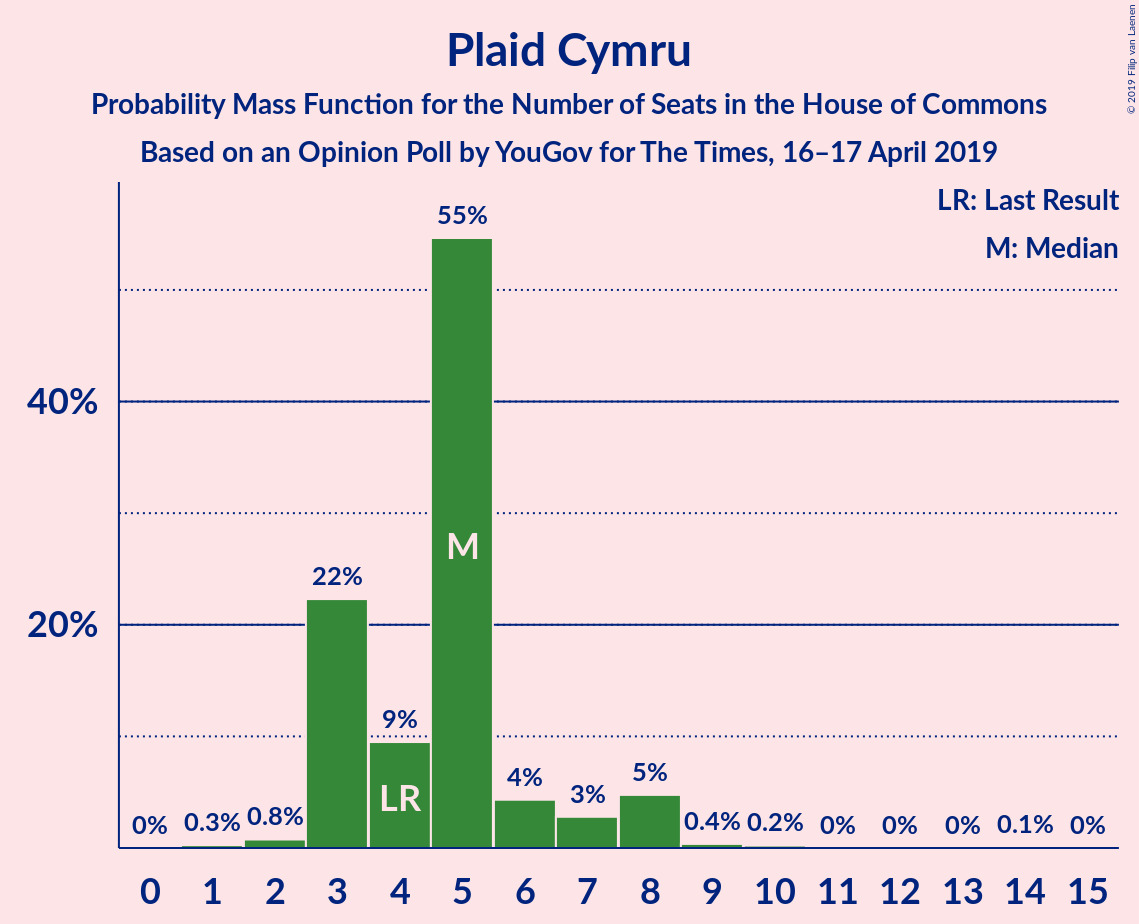 Plaid Cymru
Probability Mass Function for the Number of Seats in the House of Commons
Based on an Opinion Poll by YouGov for The Times, 16–17 April 2019
© 2019 Filip van Laenen
LR: Last Result
M: Median
55%
40%
M
22%
20%
9%
LR
4%
3%
5%
0% 0.3% 0.8% 0.4% 0.2% 0% 0% 0% 0.1% 0%
0 1 2 3 4 5 6 7 8 9 10 11 12 13 14 15